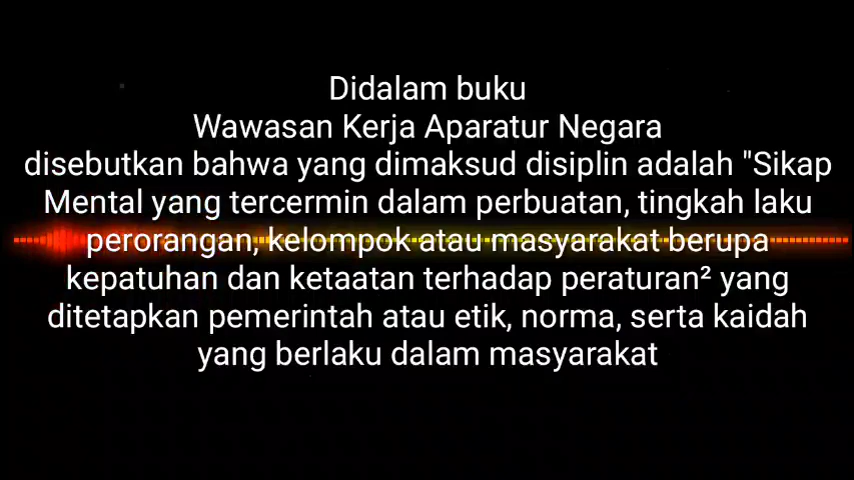 Didalam buku
Wawasan Kerja Aparatur Negara
disebutkan bahwa yang dimaksud disiplin adalah "Sikap
Mental yang tercermin dalam perbuatan, tingkah laku
perorangan, kelompok atau masyarakat berupa
kepatuhan dan ketaatan terhadap peraturan² yang
ditetapkan pemerintah atau etik, norma, serta kaidah
yang berlaku dalam masyarakat